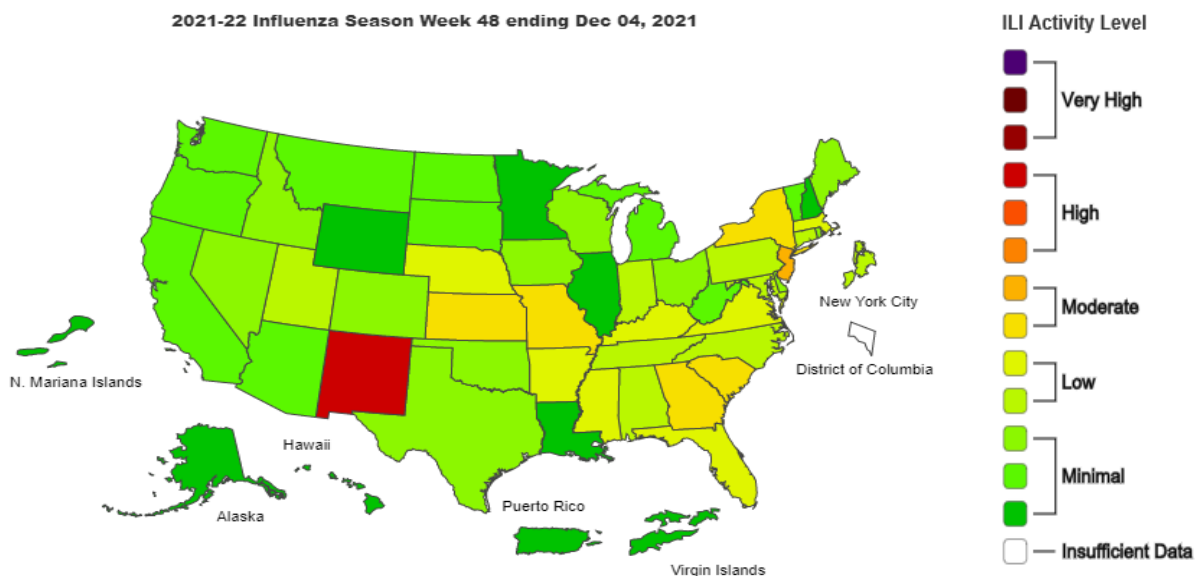 2021-22 Influenza Season Week 48 ending Dec 04, 2021
ILI Activity Level
Very High
High
Moderate
Low
Minimal
Insufficient Data
New York City
District of Columbia
N. Mariana Islands
Hawaii
Alaska
Puerto Rico
Virgin Islands